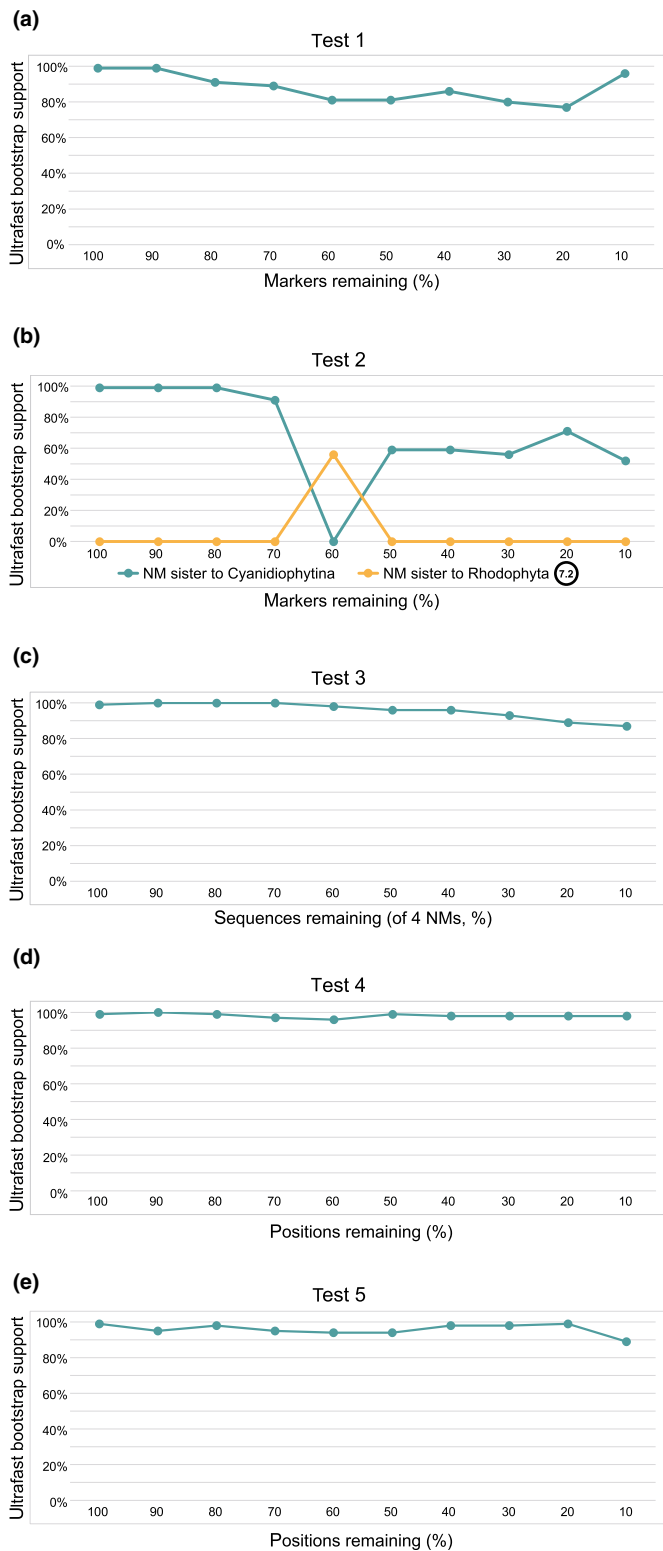 (a)
Test 1
Ultrafast bootstrap support
100%
80%
60%
40%
20%
0%
100 90 80 70 60 50 40 30 20 10
Markers remaining (%)
(b)
Test 2
Ultrafast bootstrap support
100%
80%
60%
40%
20%
0%
100 90 80 70 60 50 40 30 20 10
NM sister to Cyanidiophytina NM sister to Rhodophyta 7.2
Markers remaining (%)
(c)
Test 3
Ultrafast bootstrap support
100%
80%
60%
40%
20%
0%
100 90 80 70 60 50 40 30 20 10
Sequences remaining (of 4 NMs, %)
(d)
Test 4
Ultrafast bootstrap support
100%
80%
60%
40%
20%
0%
100 90 80 70 60 50 40 30 20 10
Positions remaining (%)
(e)
Test 5
Ultrafast bootstrap support
100%
80%
60%
40%
20%
0%
100 90 80 70 60 50 40 30 20 10
Positions remaining (%)